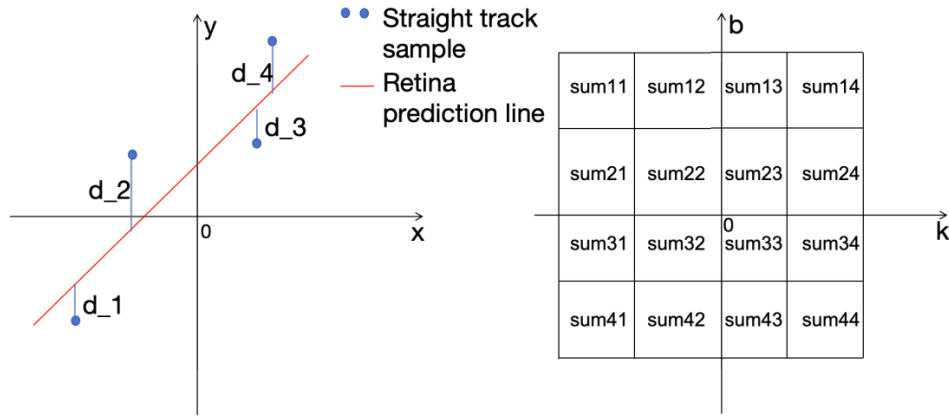 y
d_4
d_3
d_2
0
x
d_1
Straight track
sample
Retina
prediction line
b
sum11 sum12 sum13 sum14
sum21 sum22 sum23 sum24
0
k
sum31 sum32 sum33 sum34
sum41 sum42 sum43 sum44